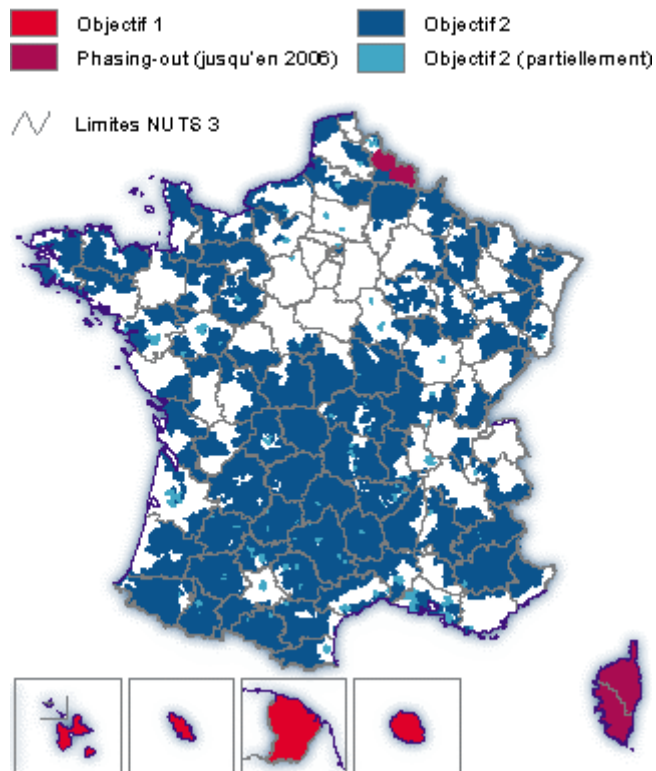 Objectif 1
Objectif 2
Phasing-out (jusqu'en 2006)
Objectif 2 (partiellement)
Limites NUTS 3